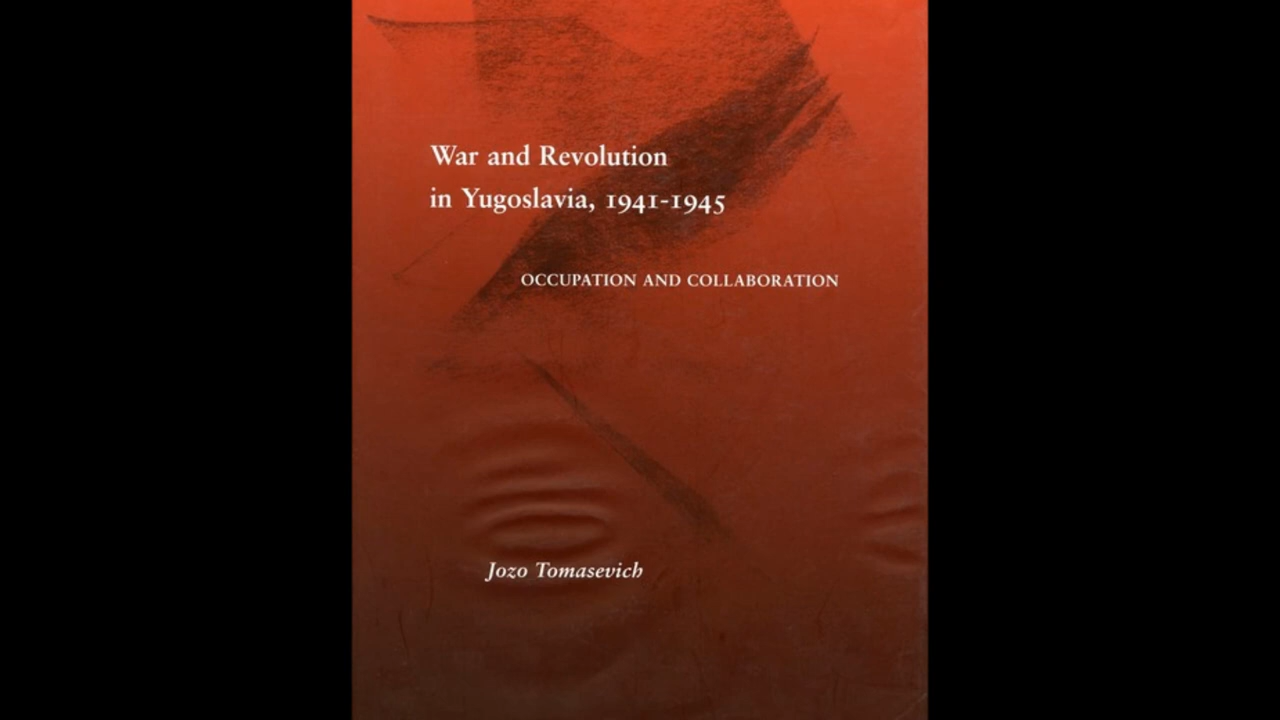 War and Revolution
in Yugoslavia, 1941-1945
OCCUPATION AND COLLABORATION
Jozo Tomasevich